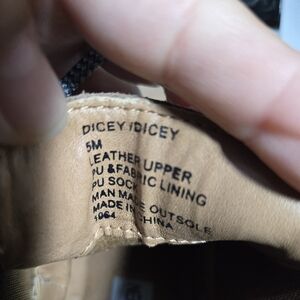 DICEY/DICEY
5M
LEATHER UPPER
PU &FABRIC LINING
PU SOCK
MAN MADE OUTSOLE
MADE IN CHINA
1064